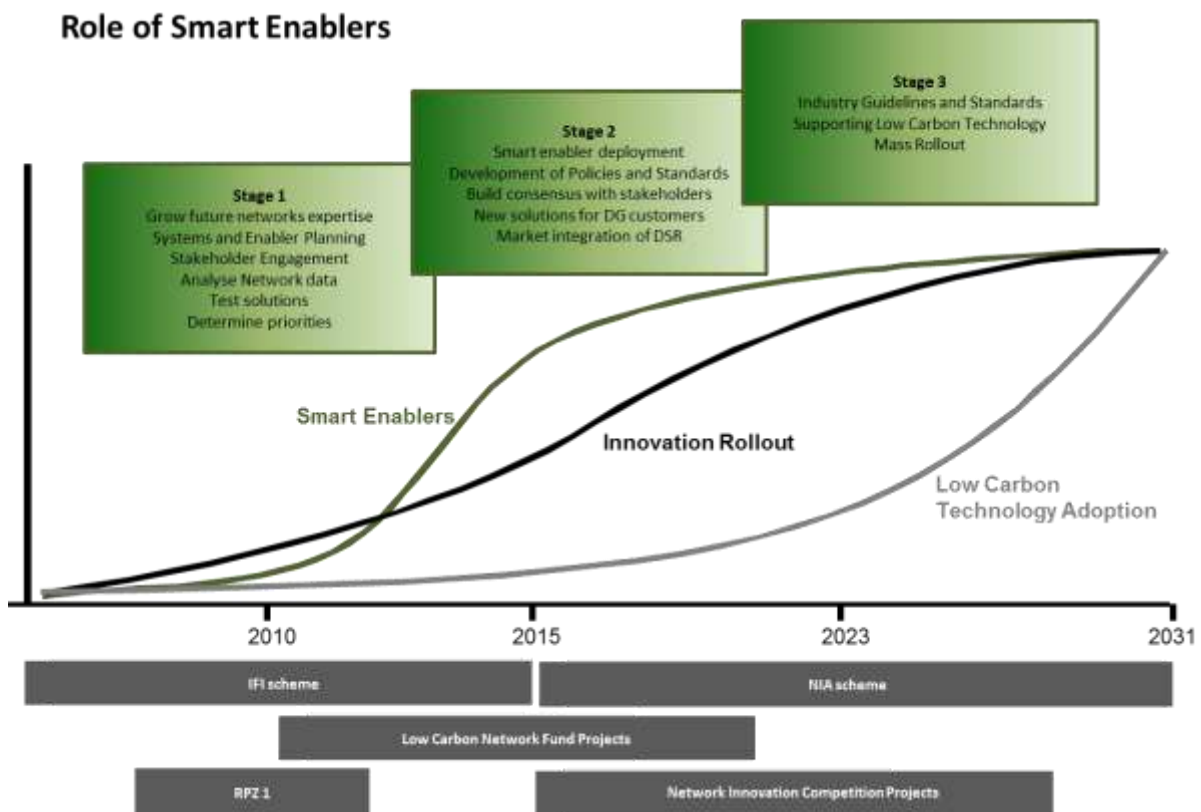 Role of Smart Enablers
Stage 1
Grow future networks expertise
Systems and Enabler Planning
Stakeholder Engagement
Analyse Network data
Test solutions
Determine priorities
Stage 2
Smart enabler deployment
Development of Policies and Standards
Build consensus with stakeholders
New solutions for DG customers
Market integration of DSR
Stage 3
Industry Guidelines and Standards
Supporting Low Carbon Technology
Mass Rollout
Smart Enablers
Innovation Rollout
Low Carbon
Technology Adoption
2010
2015
2023
2031
IFI scheme
NIA scheme
Low Carbon Network Fund Projects
RPZ 1
Network Innovation Competition Projects